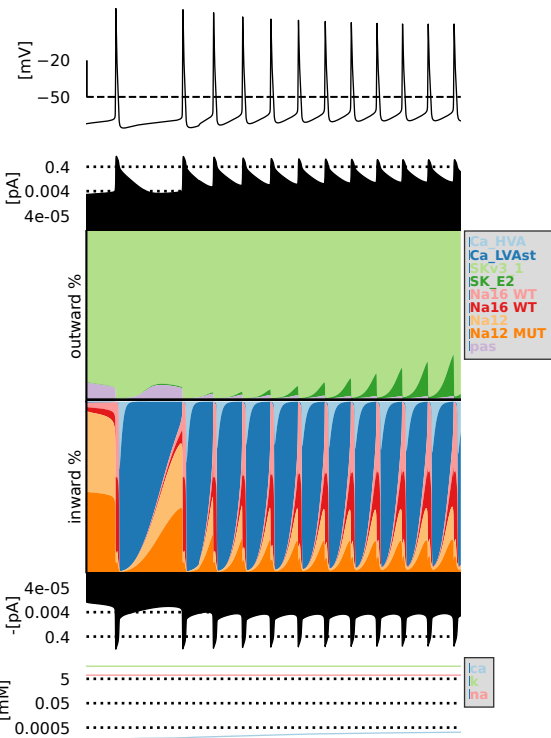 [mV]
−20
−50
[pA]
0.4
0.004
4e-05
outward %
Ca_HVA
Ca_LVAst
SKv3_1
SK_E2
Na16 WT
Na16 WT
Na12
Na12 MUT
pas
inward %
-[pA]
4e-05
0.004
0.4
[mM]
5
0.05
0.0005
ca
k
na